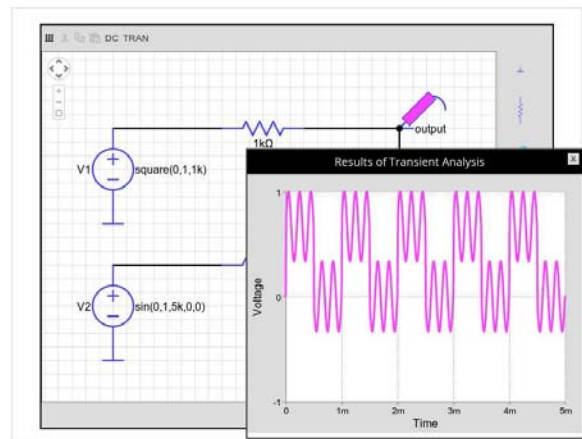 DC TRAN
output
1kΩ
V1
square(0,1,1k)
V2
sin(0,1,5k,0,0)
Results of Transient Analysis
X
Voltage
1
0
-1
0
1m
2m
3m
4m
5m
Time